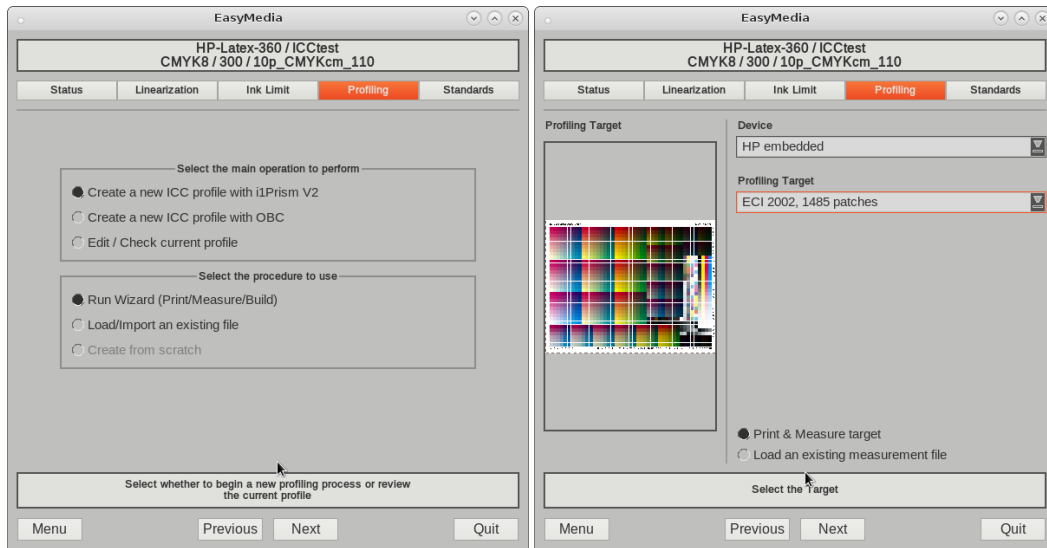 EasyMedia
HP-Latex-360 / ICCtest
CMYK8 / 300 / 10p_CMYKcm_110
Status Linearization Ink Limit Profiling Standards
Select the main operation to perform
Create a new ICC profile with i1Prism V2
Create a new ICC profile with OBC
Edit / Check current profile
Select the procedure to use
Run Wizard (Print/Measure/Build)
Load/Import an existing file
Create from scratch
Select whether to begin a new profiling process or review
the current profile
Menu Previous Next Quit
EasyMedia
HP-Latex-360 / ICCtest
CMYK8 / 300 / 10p_CMYKcm_110
Status Linearization Ink Limit Profiling Standards
Profiling Target
Device
HP embedded
Profiling Target
ECI 2002, 1485 patches
Print & Measure target
Load an existing measurement file
Select the Target
Menu Previous Next Quit